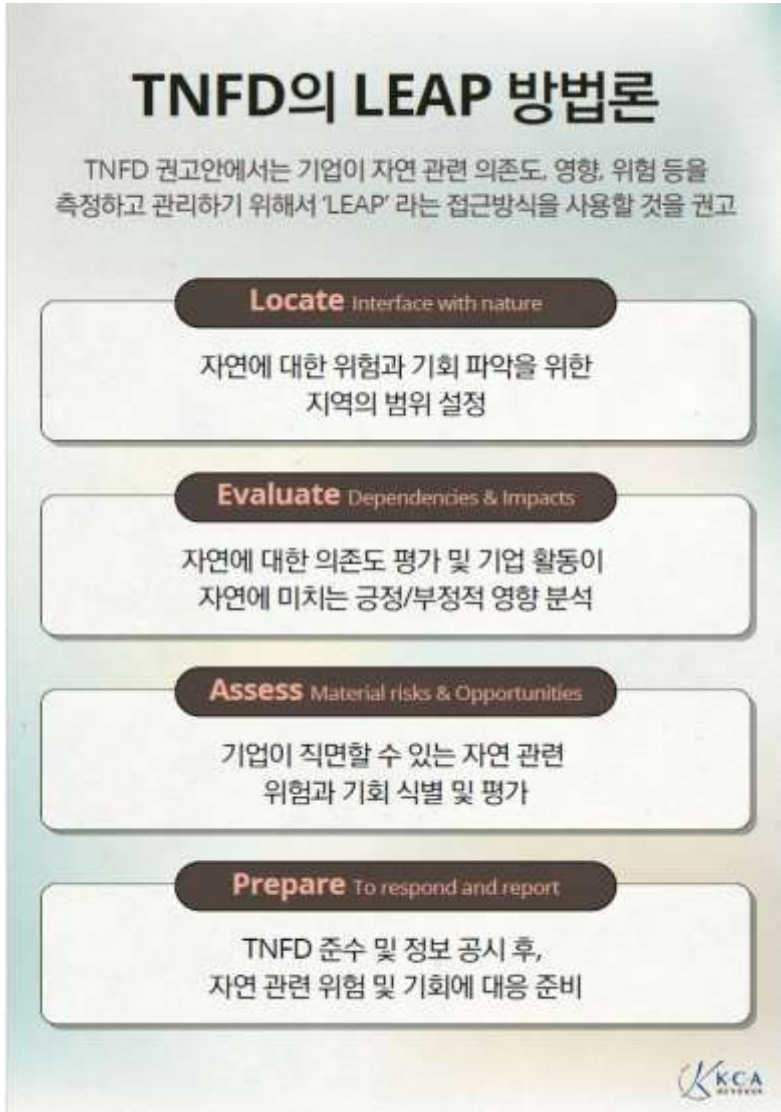 TNFD의 LEAP 방법론
TNFD 권고안에서는 기업이 자연 관련 의존도, 영향, 위험 등을
측정하고 관리하기 위해서 ‘LEAP’ 라는 접근방식을 사용할 것을 권고
Locate Interface with nature
자연에 대한 위험과 기회 파악을 위한
지역의 범위 설정
Evaluate Dependencies & Impacts
자연에 대한 의존도 평가 및 기업 활동이
자연에 미치는 긍정/부정적 영향 분석
Assess Material risks & Opportunities
기업이 직면할 수 있는 자연 관련
위험과 기회 식별 및 평가
Prepare To respond and report
TNFD 준수 및 정보 공시 후,
자연 관련 위험 및 기회에 대응 준비
KCA